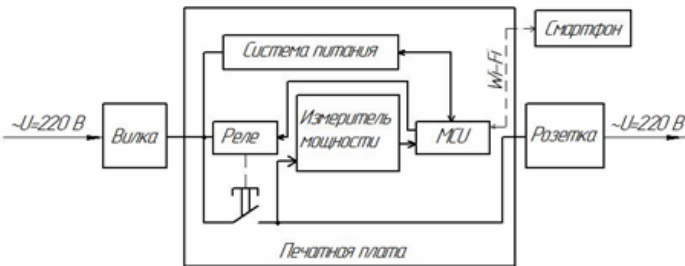 Система питания
Wi-Fi
Смартфон
~U=220 В
Вилка
Реле
Измеритель
мощности
MCU
Розетка
~U=220 В
Печатная плата